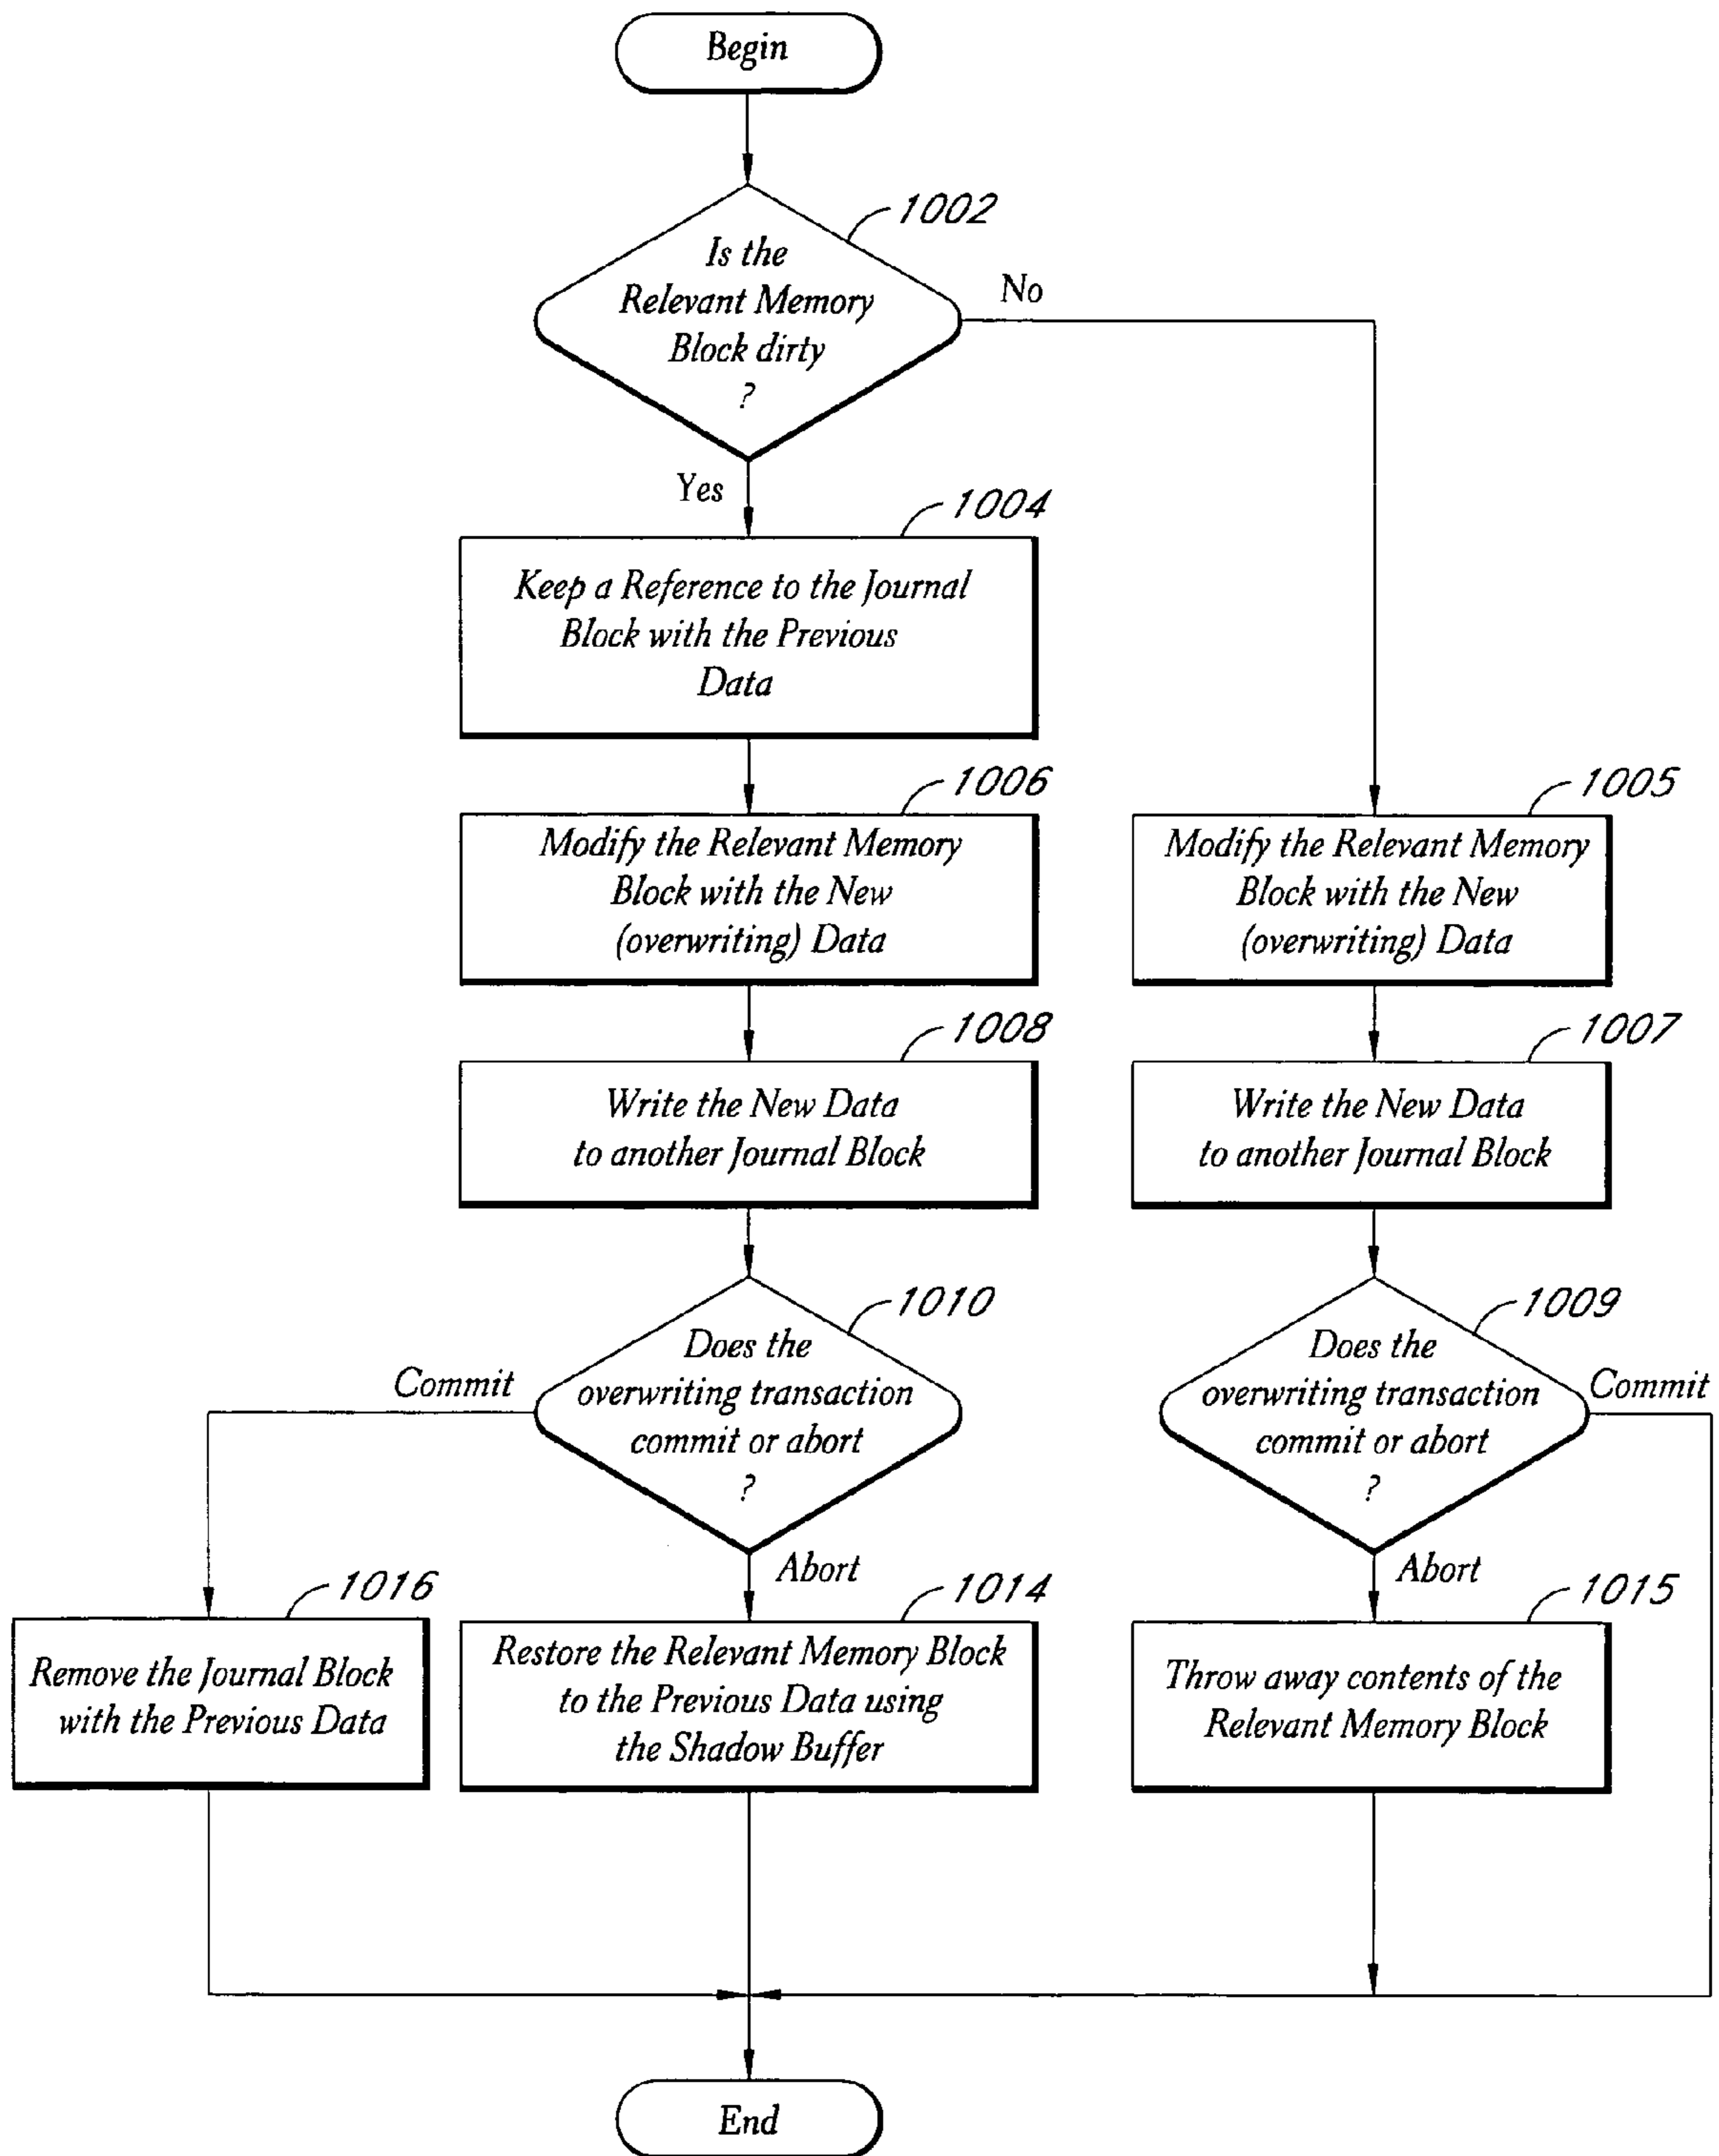 Begin
1002
Is the
Relevant Memory
Block dirty
?
No
Yes
1004
Keep a Reference to the Journal
Block with the Previous
Data
1006
Modify the Relevant Memory
Block with the New
(overwriting) Data
1005
Modify the Relevant Memory
Block with the New
(overwriting) Data
1008
Write the New Data
to another Journal Block
1007
Write the New Data
to another Journal Block
1010
Does the
overwriting transaction
commit or abort
?
Commit
Abort
1009
Does the
overwriting transaction
commit or abort
?
Commit
Abort
1016
Remove the Journal Block
with the Previous Data
1014
Restore the Relevant Memory Block
to the Previous Data using
the Shadow Buffer
1015
Throw away contents of the
Relevant Memory Block
End